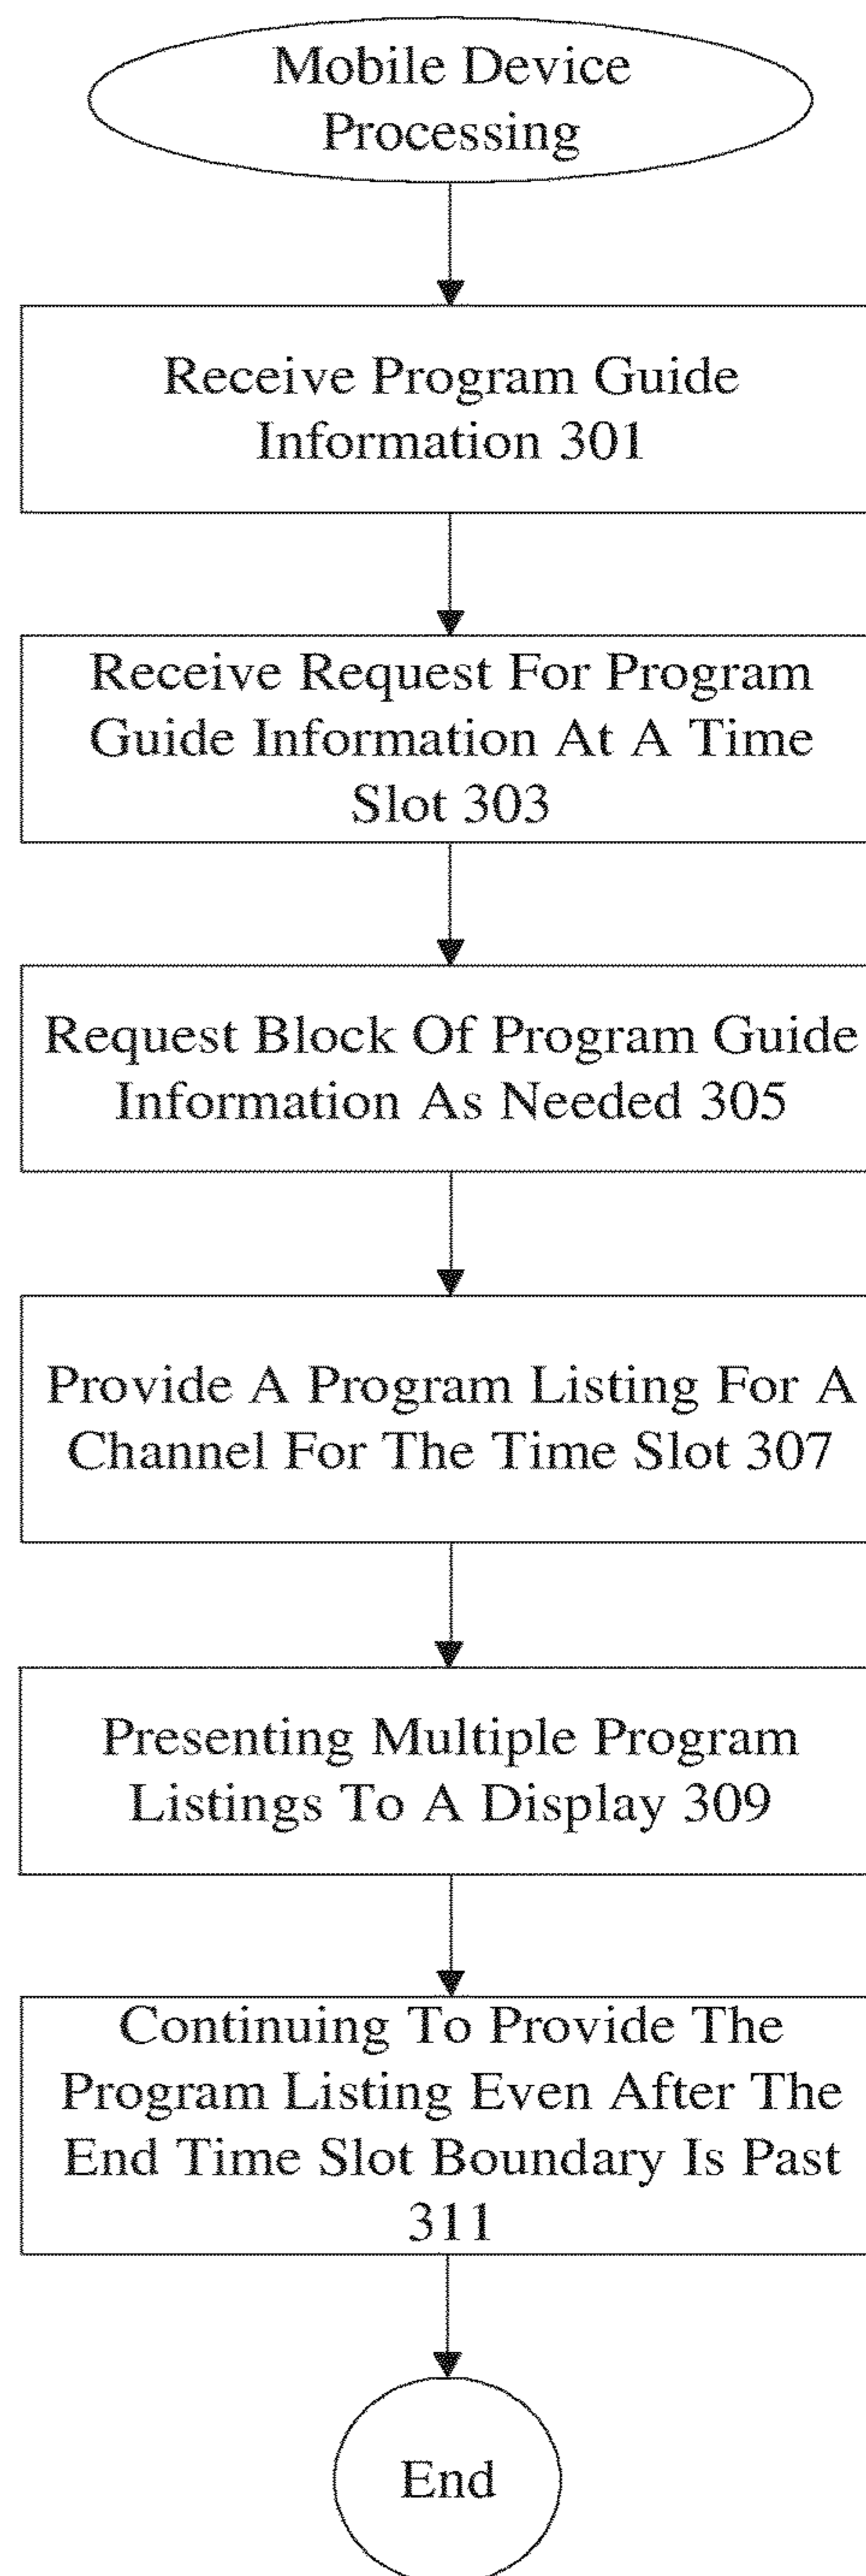 Mobile Device
Processing
Receive Program Guide
Information 301
Receive Request For Program
Guide Information At A Time
Slot 303
Request Block Of Program Guide
Information As Needed 305
Provide A Program Listing For A
Channel For The Time Slot 307
Presenting Multiple Program
Listings To A Display 309
Continuing To Provide The
Program Listing Even After The
End Time Slot Boundary Is Past
311
End